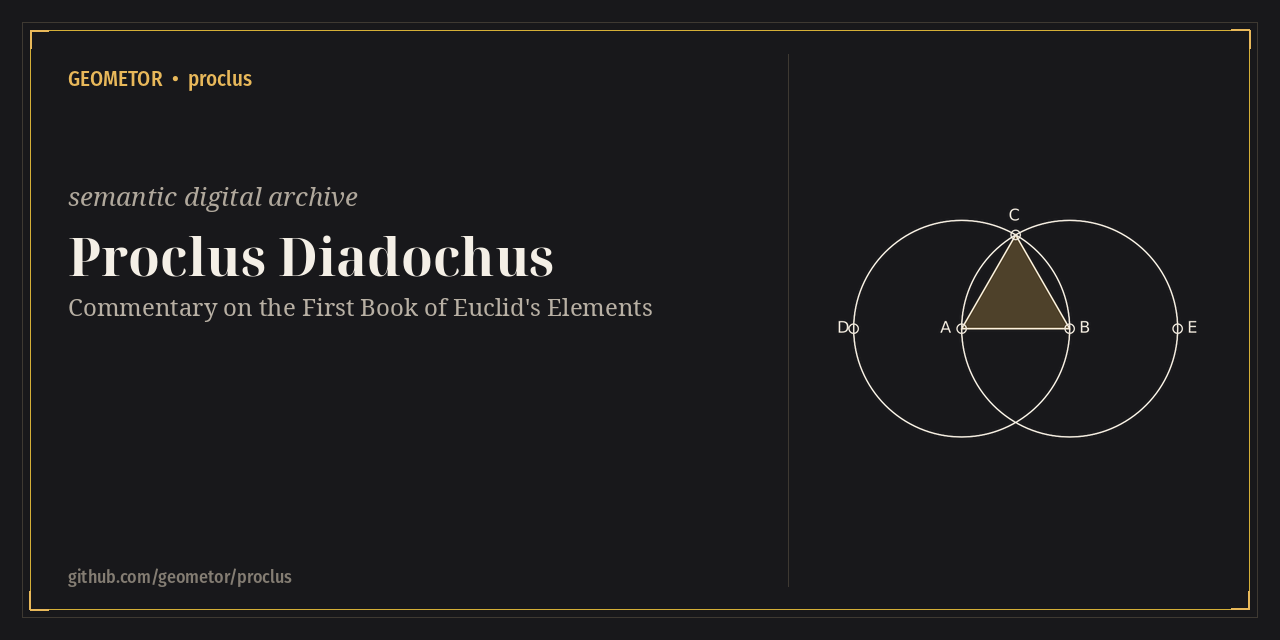 GEOMETOR • proclus
semantic digital archive
Proclus Diadochus
Commentary on the First Book of Euclid's Elements
C
D
A
B
E
github.com/geometor/proclus